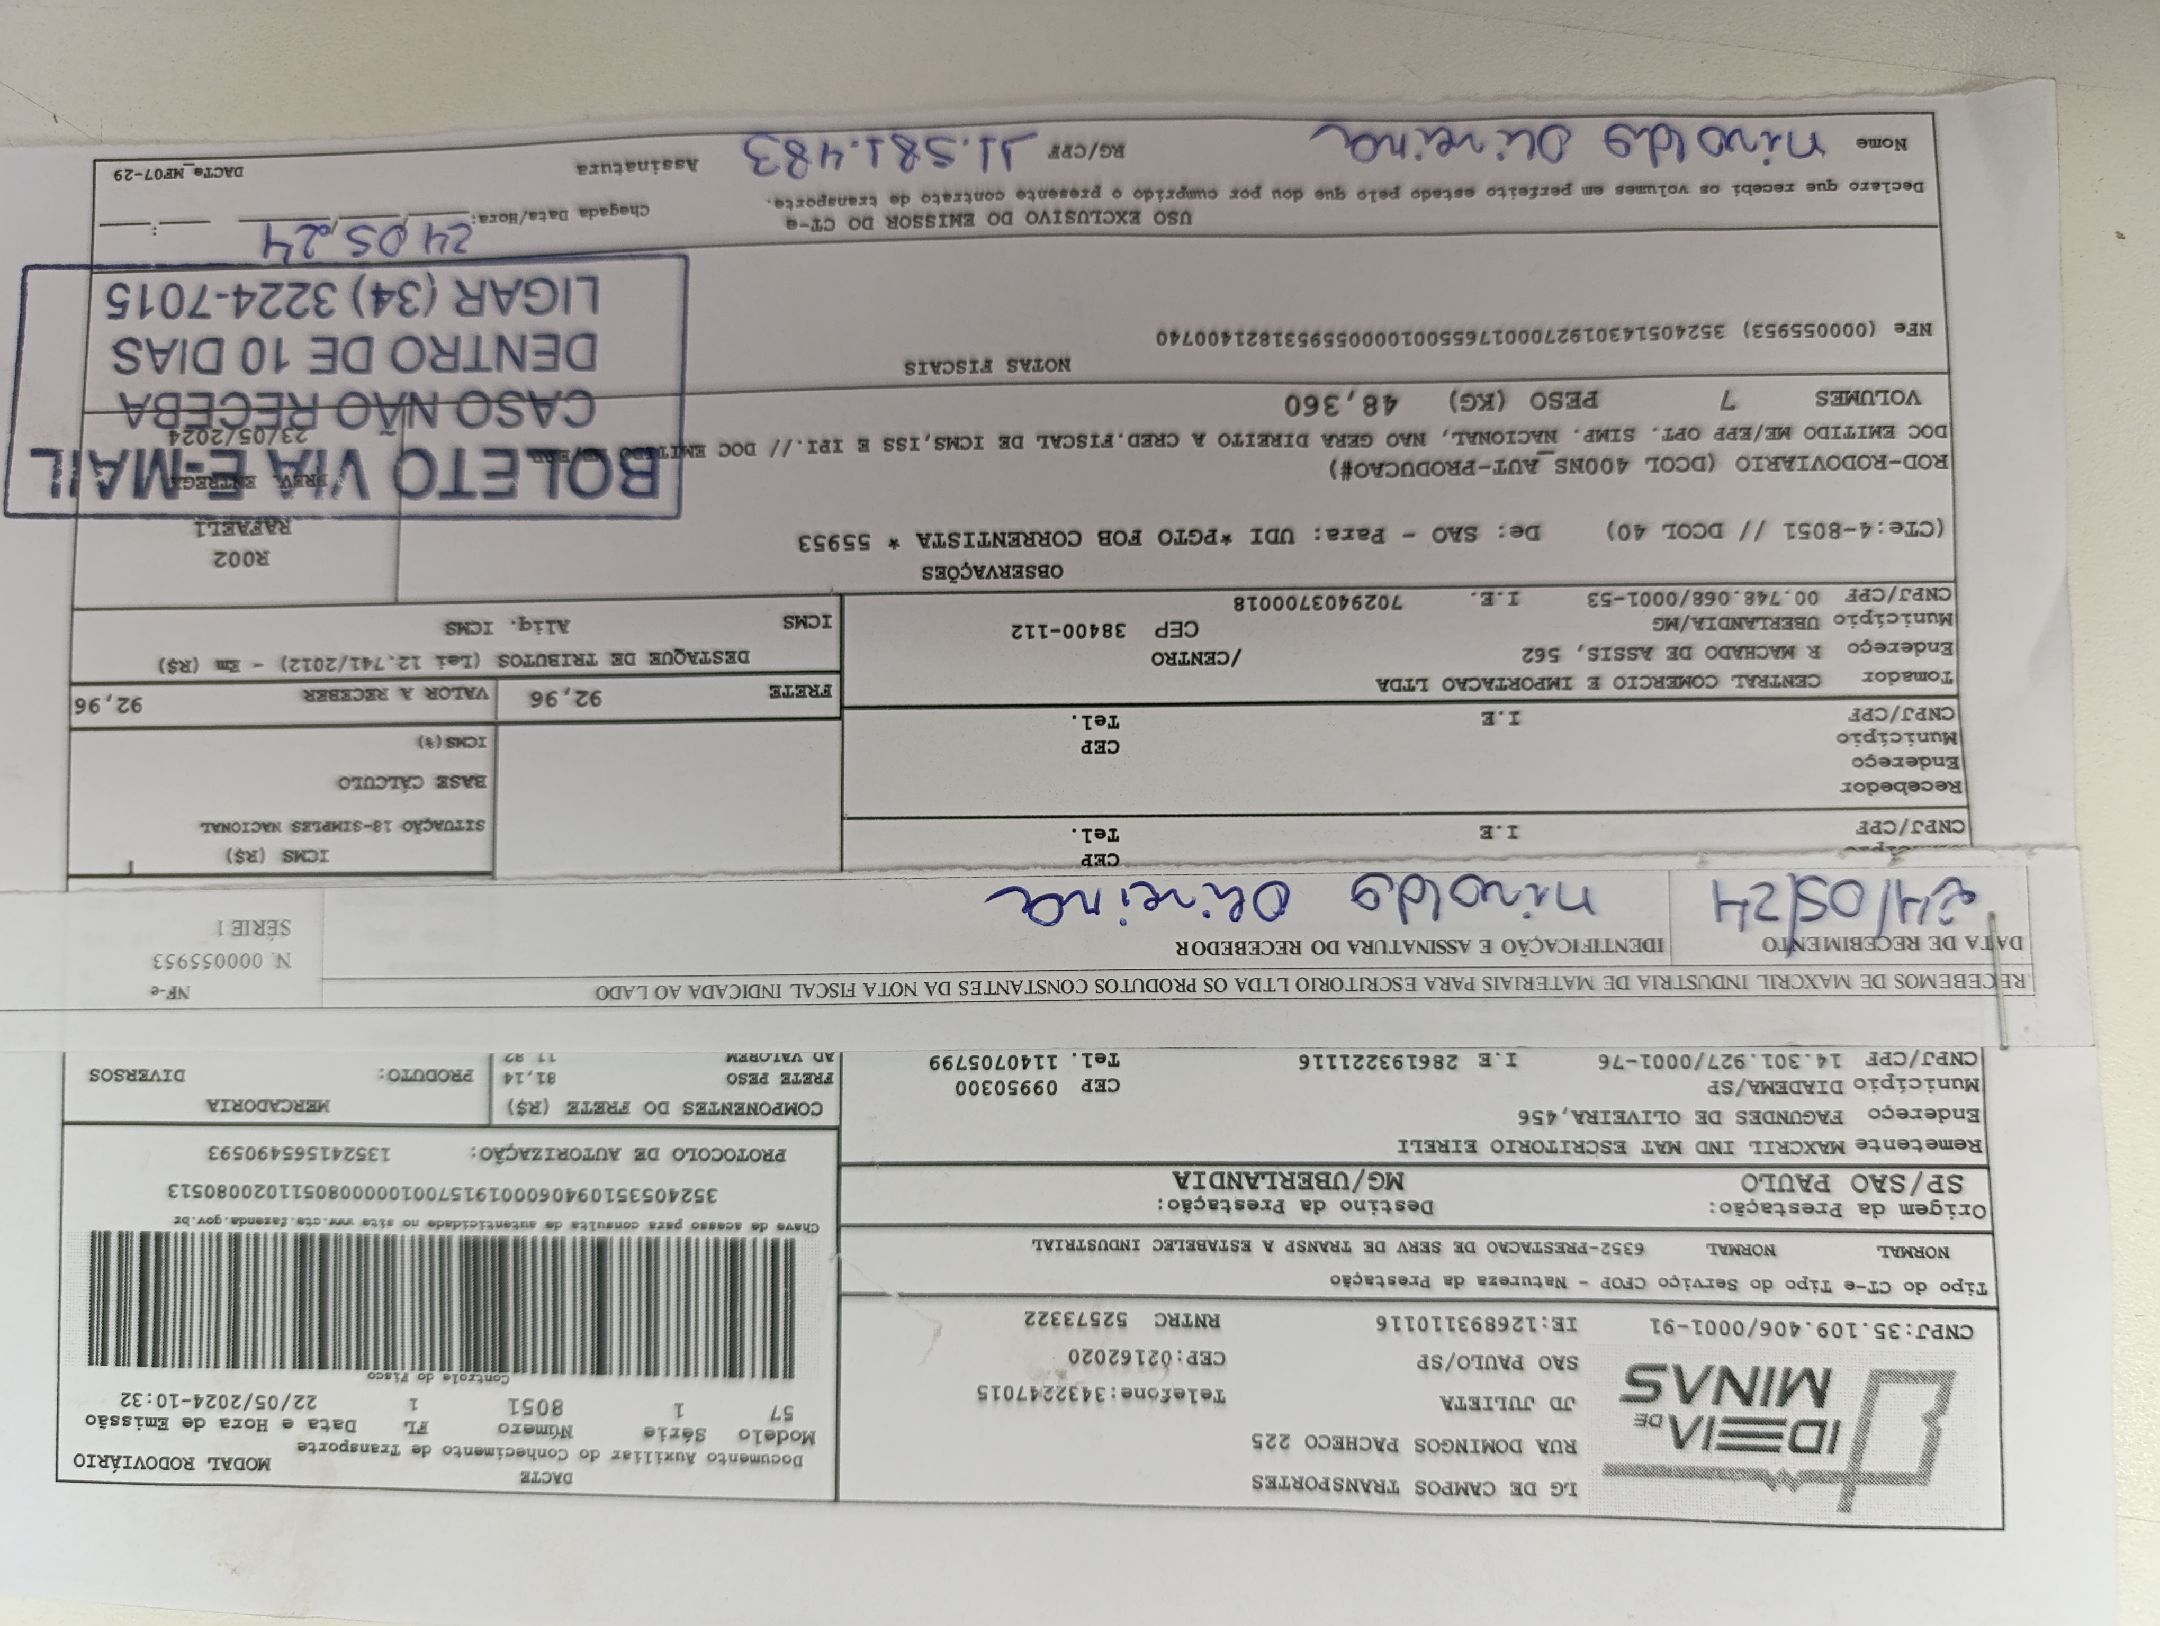 IDEIA DE MINAS
LG DE CAMPOS TRANSPORTES
RUA DOMINGOS PACHECO 225
JD JULIETA Telefone:3432247015
SAO PAULO/SP CEP:02162020
CNPJ:35.109.406/0001-91 IE:126893110116 RNTRC 52573322
DACTE
Documento Auxiliar do Conhecimento de Transporte
MODAL RODOVIÁRIO
Modelo Série Número FL Data e Hora de Emissão
57 1 8051 1 22/05/2024-10:32
Controle do Fisco
Chave de acesso para consulta de autenticidade no site www.cte.fazenda.gov.br
35240535109406000191570010000080511020080513
PROTOCOLO DE AUTORIZAÇÃO: 135241565490593
Tipo do CT-e Tipo do Serviço CFOP - Natureza da Prestação
NORMAL NORMAL 6352-PRESTACAO DE SERV DE TRANSP A ESTABELEC INDUSTRIAL
Origem da Prestação: Destino da Prestação:
SP/SAO PAULO MG/UBERLANDIA
Remetente MAXCRIL IND MAT ESCRITORIO EIRELI
Endereço FAGUNDES DE OLIVEIRA,456
Município DIADEMA/SP CEP 09950300
CNPJ/CPF 14.301.927/0001-76 I.E 286193221116 Tel. 1140705799
COMPONENTES DO FRETE (R$) MERCADORIA
FRETE PESO 81,14 PRODUTO: DIVERSOS
AD VALOREM 11,82
RECEBEMOS DE MAXCRIL INDUSTRIA DE MATERIAIS PARA ESCRITORIO LTDA OS PRODUTOS CONSTANTES DA NOTA FISCAL INDICADA AO LADO
NF-e
N. 000055953
SÉRIE 1
DATA DE RECEBIMENTO IDENTIFICAÇÃO E ASSINATURA DO RECEBEDOR
24/05/24 nivaldo Oliveira
CEP
CNPJ/CPF I.E Tel.
ICMS (R$)
SITUAÇÃO 18-SIMPLES NACIONAL
BASE CÁLCULO
ICMS(%)
Recebedor
Endereço
Município CEP
CNPJ/CPF I.E Tel.
FRETE 92,96 VALOR A RECEBER 92,96
Tomador CENTRAL COMERCIO E IMPORTACAO LTDA
Endereço R MACHADO DE ASSIS, 562 /CENTRO
Município UBERLANDIA/MG CEP 38400-112
CNPJ/CPF 00.748.068/0001-53 I.E. 7029403700018
DESTAQUE DE TRIBUTOS (Lei 12.741/2012) - Em (R$)
ICMS Aliq. ICMS
OBSERVAÇÕES
(CTe:4-8051 // DCOL 40) De: SAO - Para: UDI *PGTO FOB CORRENTISTA * 55953
ROD-RODOVIARIO (DCOL 400NS_AUT-PRODUCAO#)
DOC EMITIDO ME/EPP OPT. SIMP. NACIONAL, NAO GERA DIREITO A CRED.FISCAL DE ICMS,ISS E IPI.// DOC EMITIDO
R002
RAFAEL1
PREV. ENTREGA
23/05/2024
VOLUMES 7 PESO (KG) 48,360
BOLETO VIA E-MAIL
CASO NÃO RECEBA
DENTRO DE 10 DIAS
LIGAR (34) 3224-7015
NOTAS FISCAIS
NFe (000055953) 35240514301927000176550010000559531821400740
USO EXCLUSIVO DO EMISSOR DO CT-e
24 05,24
Declaro que recebi os volumes em perfeito estado pelo que dou por cumprido o presente contrato de transporte.
Chegada Data/Hora:
Nome nivaldo Oliveira RG/CPF 11.581.483 Assinatura
DACTe_MF07-29